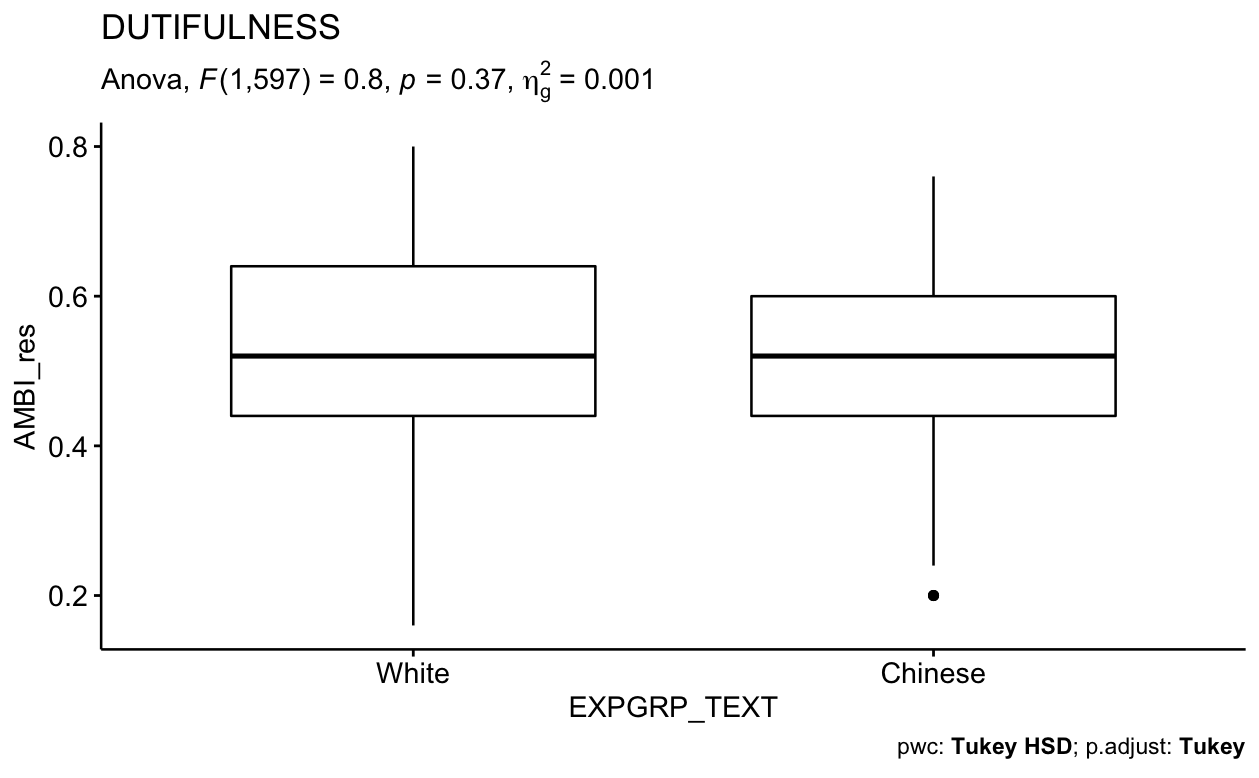 DUTIFULNESS
Anova, F(1,597) = 0.8, p = 0.37, η²g = 0.001
0.8
0.6
0.4
0.2
AMBI_res
White Chinese
EXPGRP_TEXT
pwc: Tukey HSD; p.adjust: Tukey